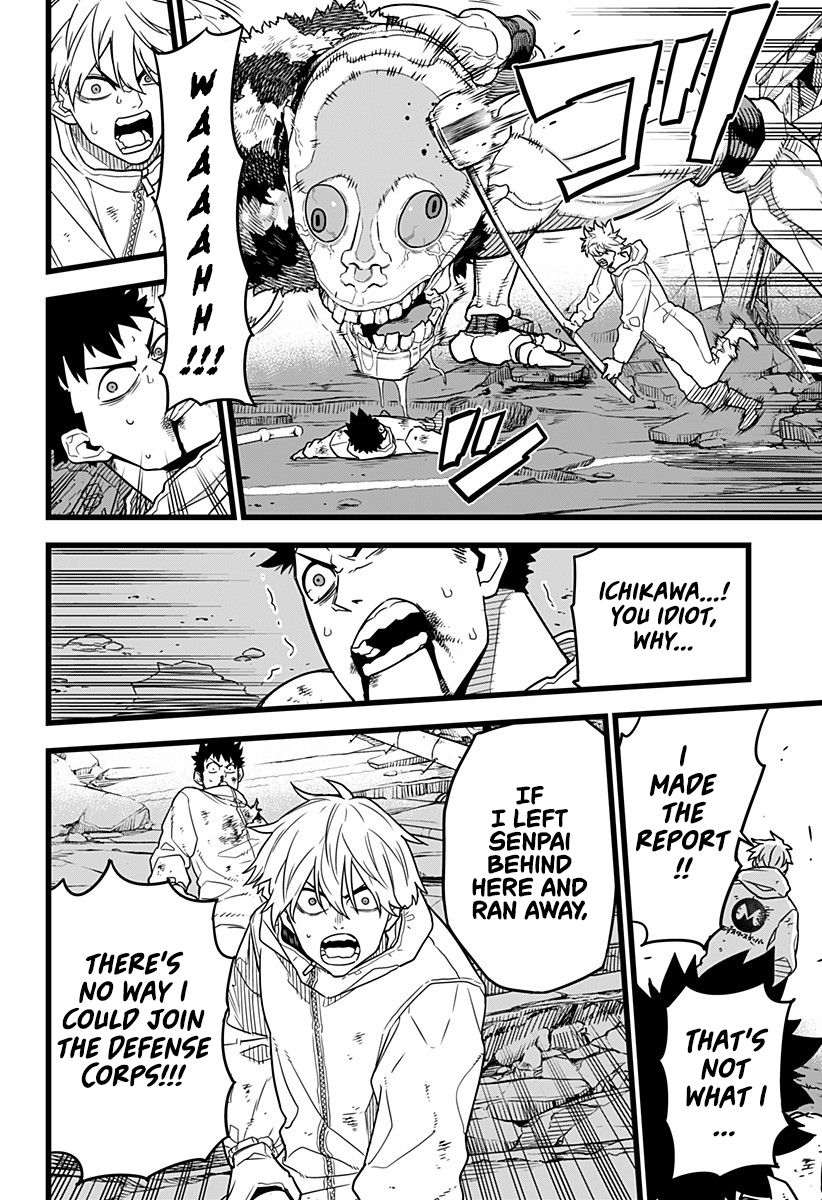 ゴッ
WAAAAHH!!!
ICHIKAWA...!
YOU IDIOT,
WHY...
I
MADE
THE
REPORT
!!
THAT'S
NOT
WHAT I
...
IF
I LEFT
SENPAI
BEHIND
HERE AND
RAN AWAY,
THERE'S
NO WAY I
COULD JOIN
THE DEFENSE
CORPS!!!